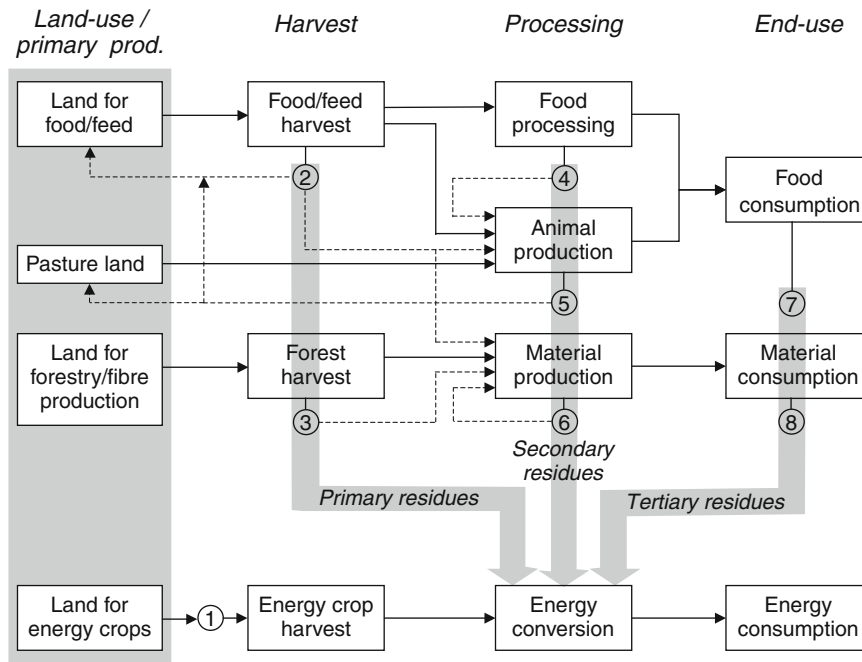 Land-use /
primary prod.
Harvest
Processing
End-use
Land for
food/feed
Food/feed
harvest
Food
processing
2
4
Food
consumption
Animal
production
Pasture land
5
7
Land for
forestry/fibre
production
Forest
harvest
Material
production
Material
consumption
3
6
8
Secondary
residues
Primary residues
Tertiary residues
Land for
energy crops
1
Energy crop
harvest
Energy
conversion
Energy
consumption